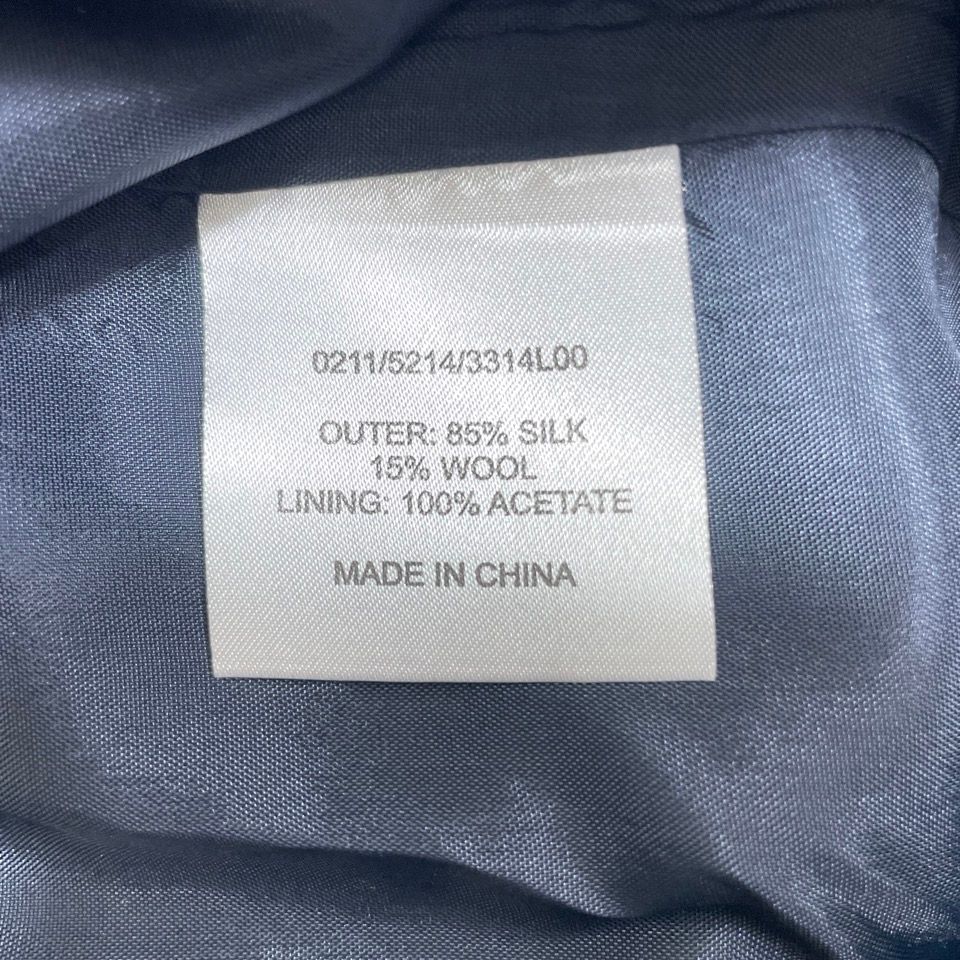 0211/5214/3314L00
OUTER: 85% SILK
15% WOOL
LINING: 100% ACETATE
MADE IN CHINA